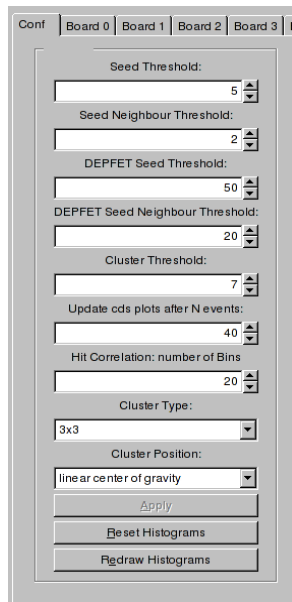 Conf Board 0 Board 1 Board 2 Board 3
Seed Threshold:
5
Seed Neighbour Threshold:
2
DEPFET Seed Threshold:
50
DEPFET Seed Neighbour Threshold:
20
Cluster Threshold:
7
Update cds plots after N events:
40
Hit Correlation: number of Bins
20
Cluster Type:
3x3
Cluster Position:
linear center of gravity
Apply
Reset Histograms
Redraw Histograms